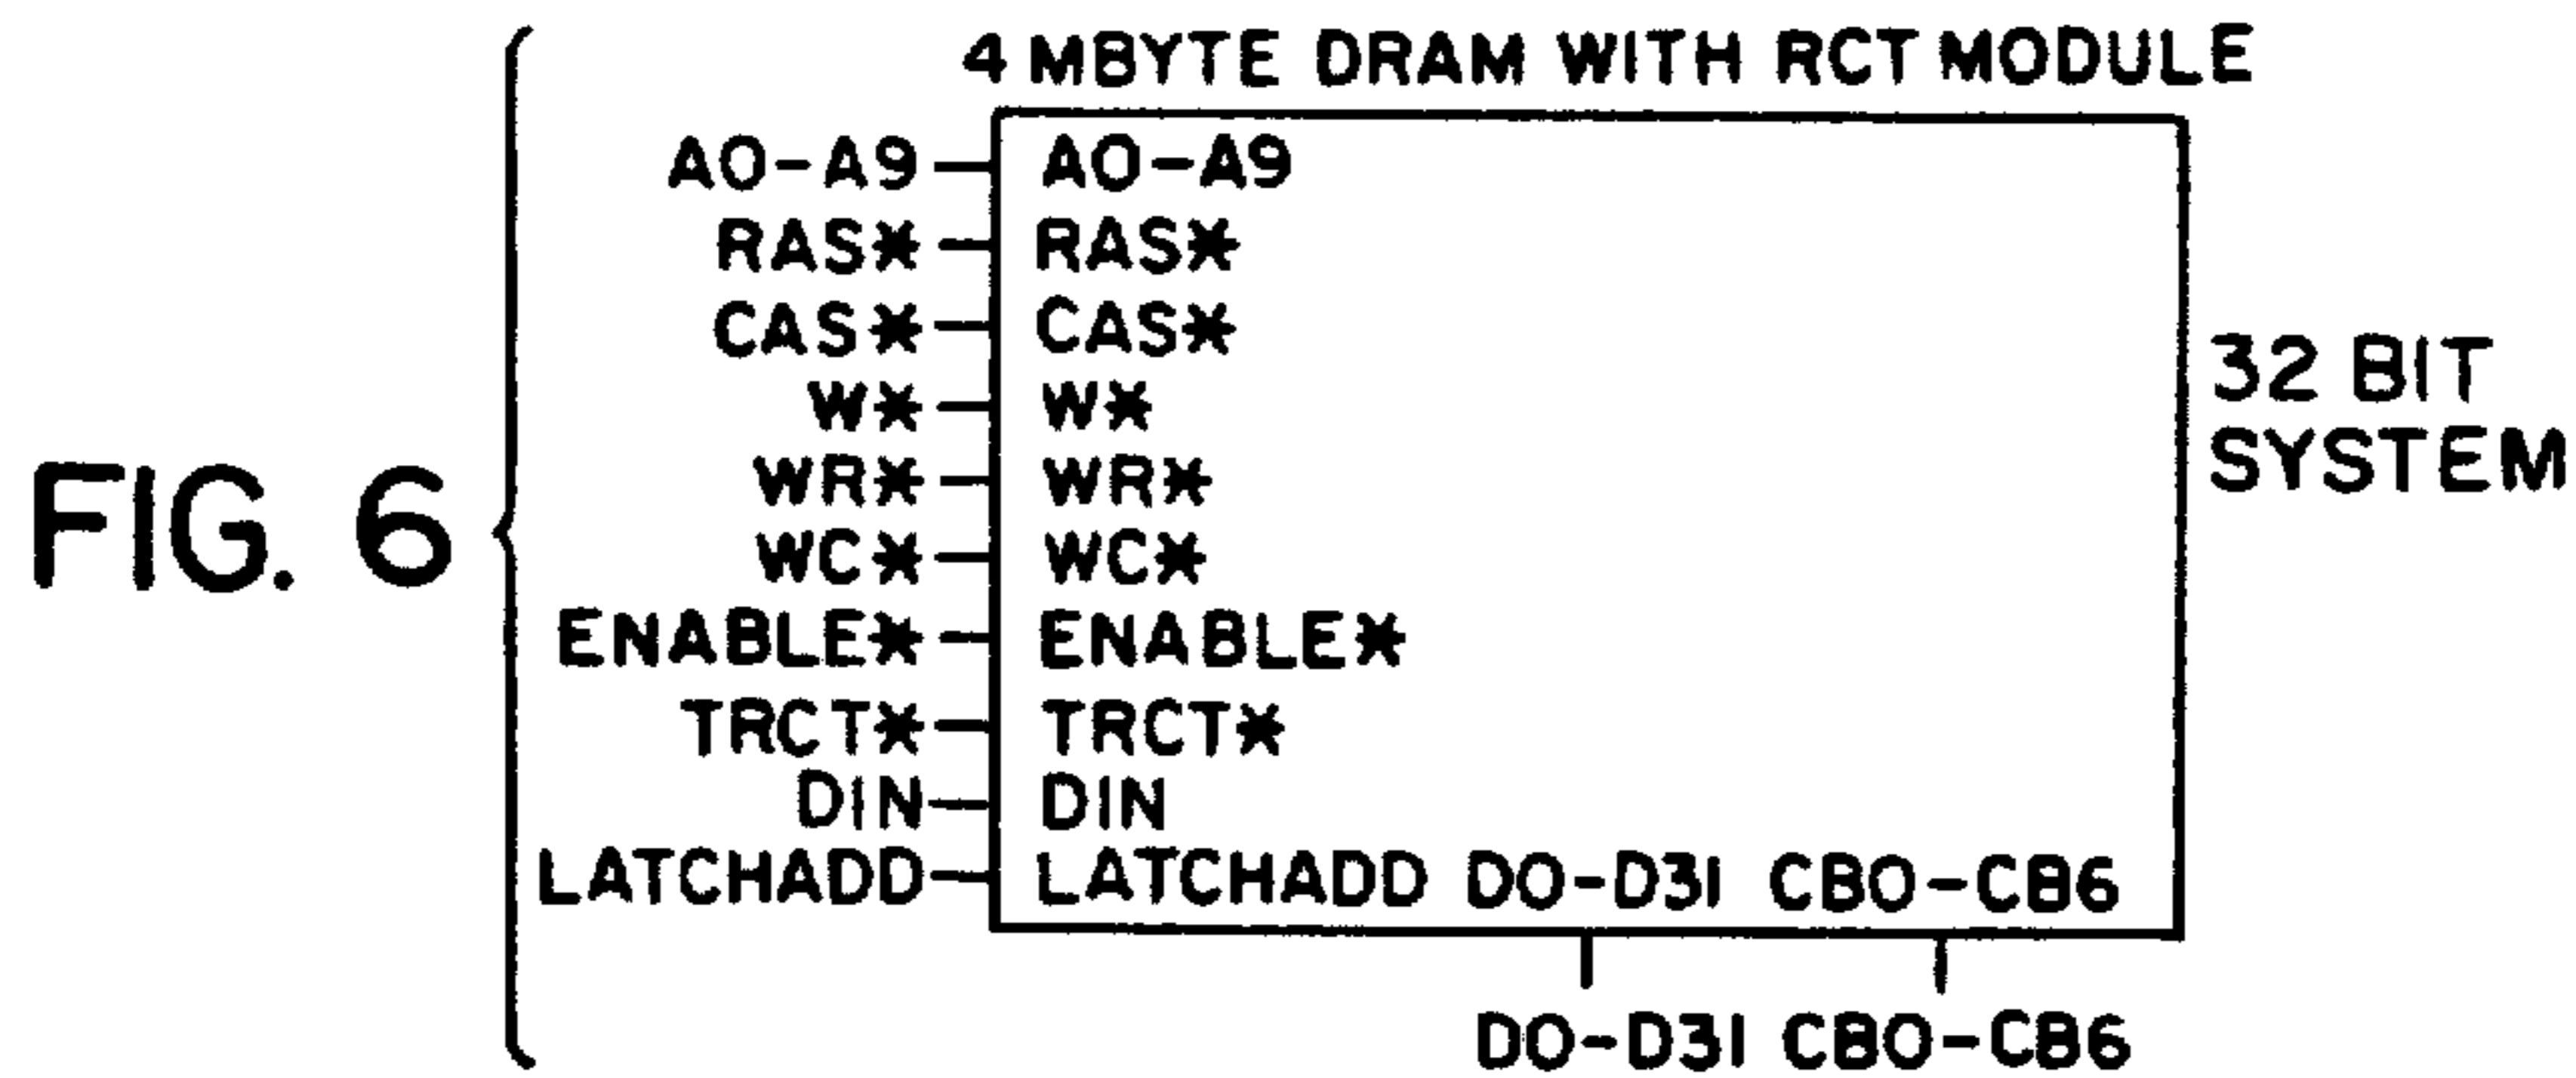 4 MBYTE DRAM WITH RCT MODULE
A0-A9 A0-A9
RAS* RAS*
CAS* CAS*
W* W*
WR* WR*
WC* WC*
ENABLE* ENABLE*
TRCT* TRCT*
DIN DIN
LATCHADD LATCHADD D0-D31 CB0-CB6
D0-D31 CB0-CB6
32 BIT
SYSTEM
FIG. 6